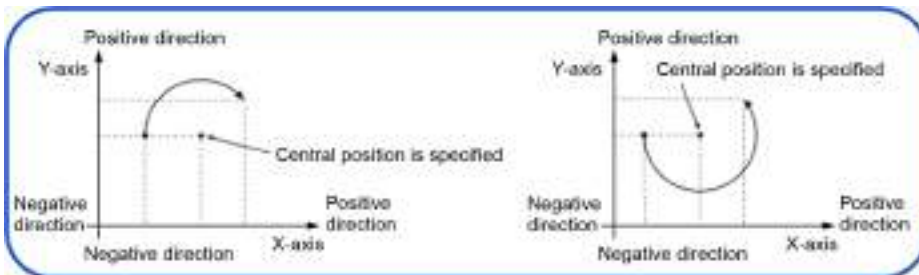 Positive direction
Y-axis
Central position is specified
Negative direction
Positive direction
X-axis
Negative direction
Positive direction
Y-axis
Central position is specified
Negative direction
Positive direction
X-axis
Negative direction